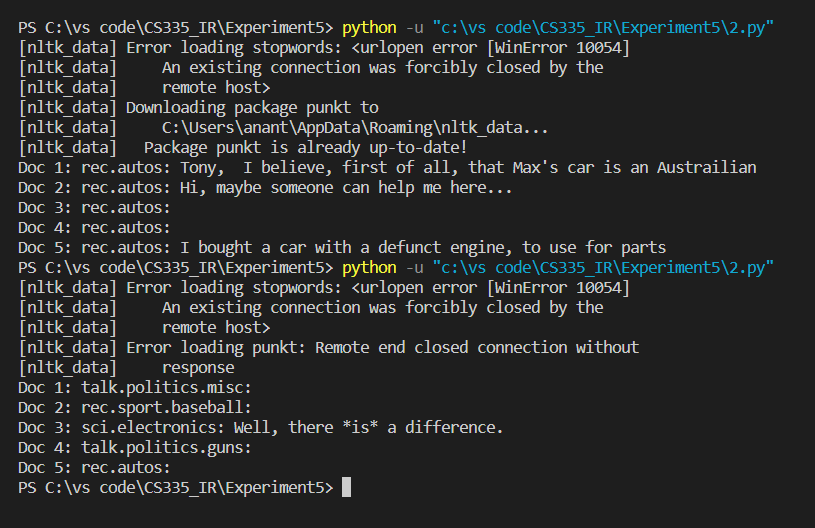 PS C:\vs code\CS335_IR\Experiment5> python -u "c:\vs code\CS335_IR\Experiment5\2.py"
[nltk_data] Error loading stopwords: <urlopen error [WinError 10054]
[nltk_data]     An existing connection was forcibly closed by the
[nltk_data]     remote host>
[nltk_data] Downloading package punkt to
[nltk_data]     C:\Users\anant\AppData\Roaming\nltk_data...
[nltk_data]   Package punkt is already up-to-date!
Doc 1: rec.autos: Tony,  I believe, first of all, that Max's car is an Austrailian
Doc 2: rec.autos: Hi, maybe someone can help me here...
Doc 3: rec.autos:
Doc 4: rec.autos:
Doc 5: rec.autos: I bought a car with a defunct engine, to use for parts
PS C:\vs code\CS335_IR\Experiment5> python -u "c:\vs code\CS335_IR\Experiment5\2.py"
[nltk_data] Error loading stopwords: <urlopen error [WinError 10054]
[nltk_data]     An existing connection was forcibly closed by the
[nltk_data]     remote host>
[nltk_data] Error loading punkt: Remote end closed connection without
[nltk_data]     response
Doc 1: talk.politics.misc:
Doc 2: rec.sport.baseball:
Doc 3: sci.electronics: Well, there *is* a difference.
Doc 4: talk.politics.guns:
Doc 5: rec.autos:
PS C:\vs code\CS335_IR\Experiment5>